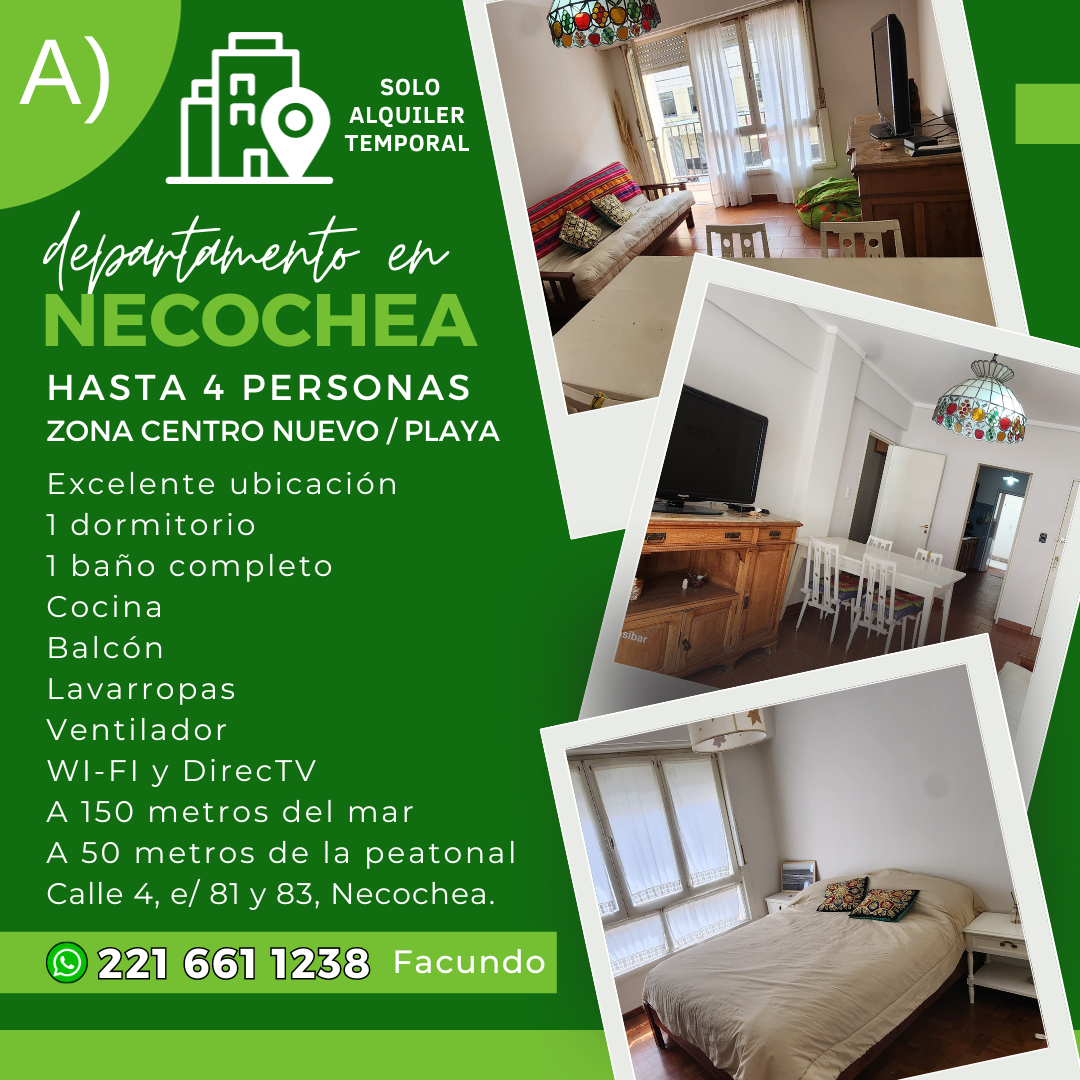 A)
SOLO
ALQUILER
TEMPORAL
departamento en
NECOCHEA
HASTA 4 PERSONAS
ZONA CENTRO NUEVO / PLAYA
Excelente ubicación
1 dormitorio
1 baño completo
Cocina
Balcón
Lavarropas
Ventilador
WI-FI y DirecTV
A 150 metros del mar
A 50 metros de la peatonal
Calle 4, e/ 81 y 83, Necochea.
221 661 1238 Facundo